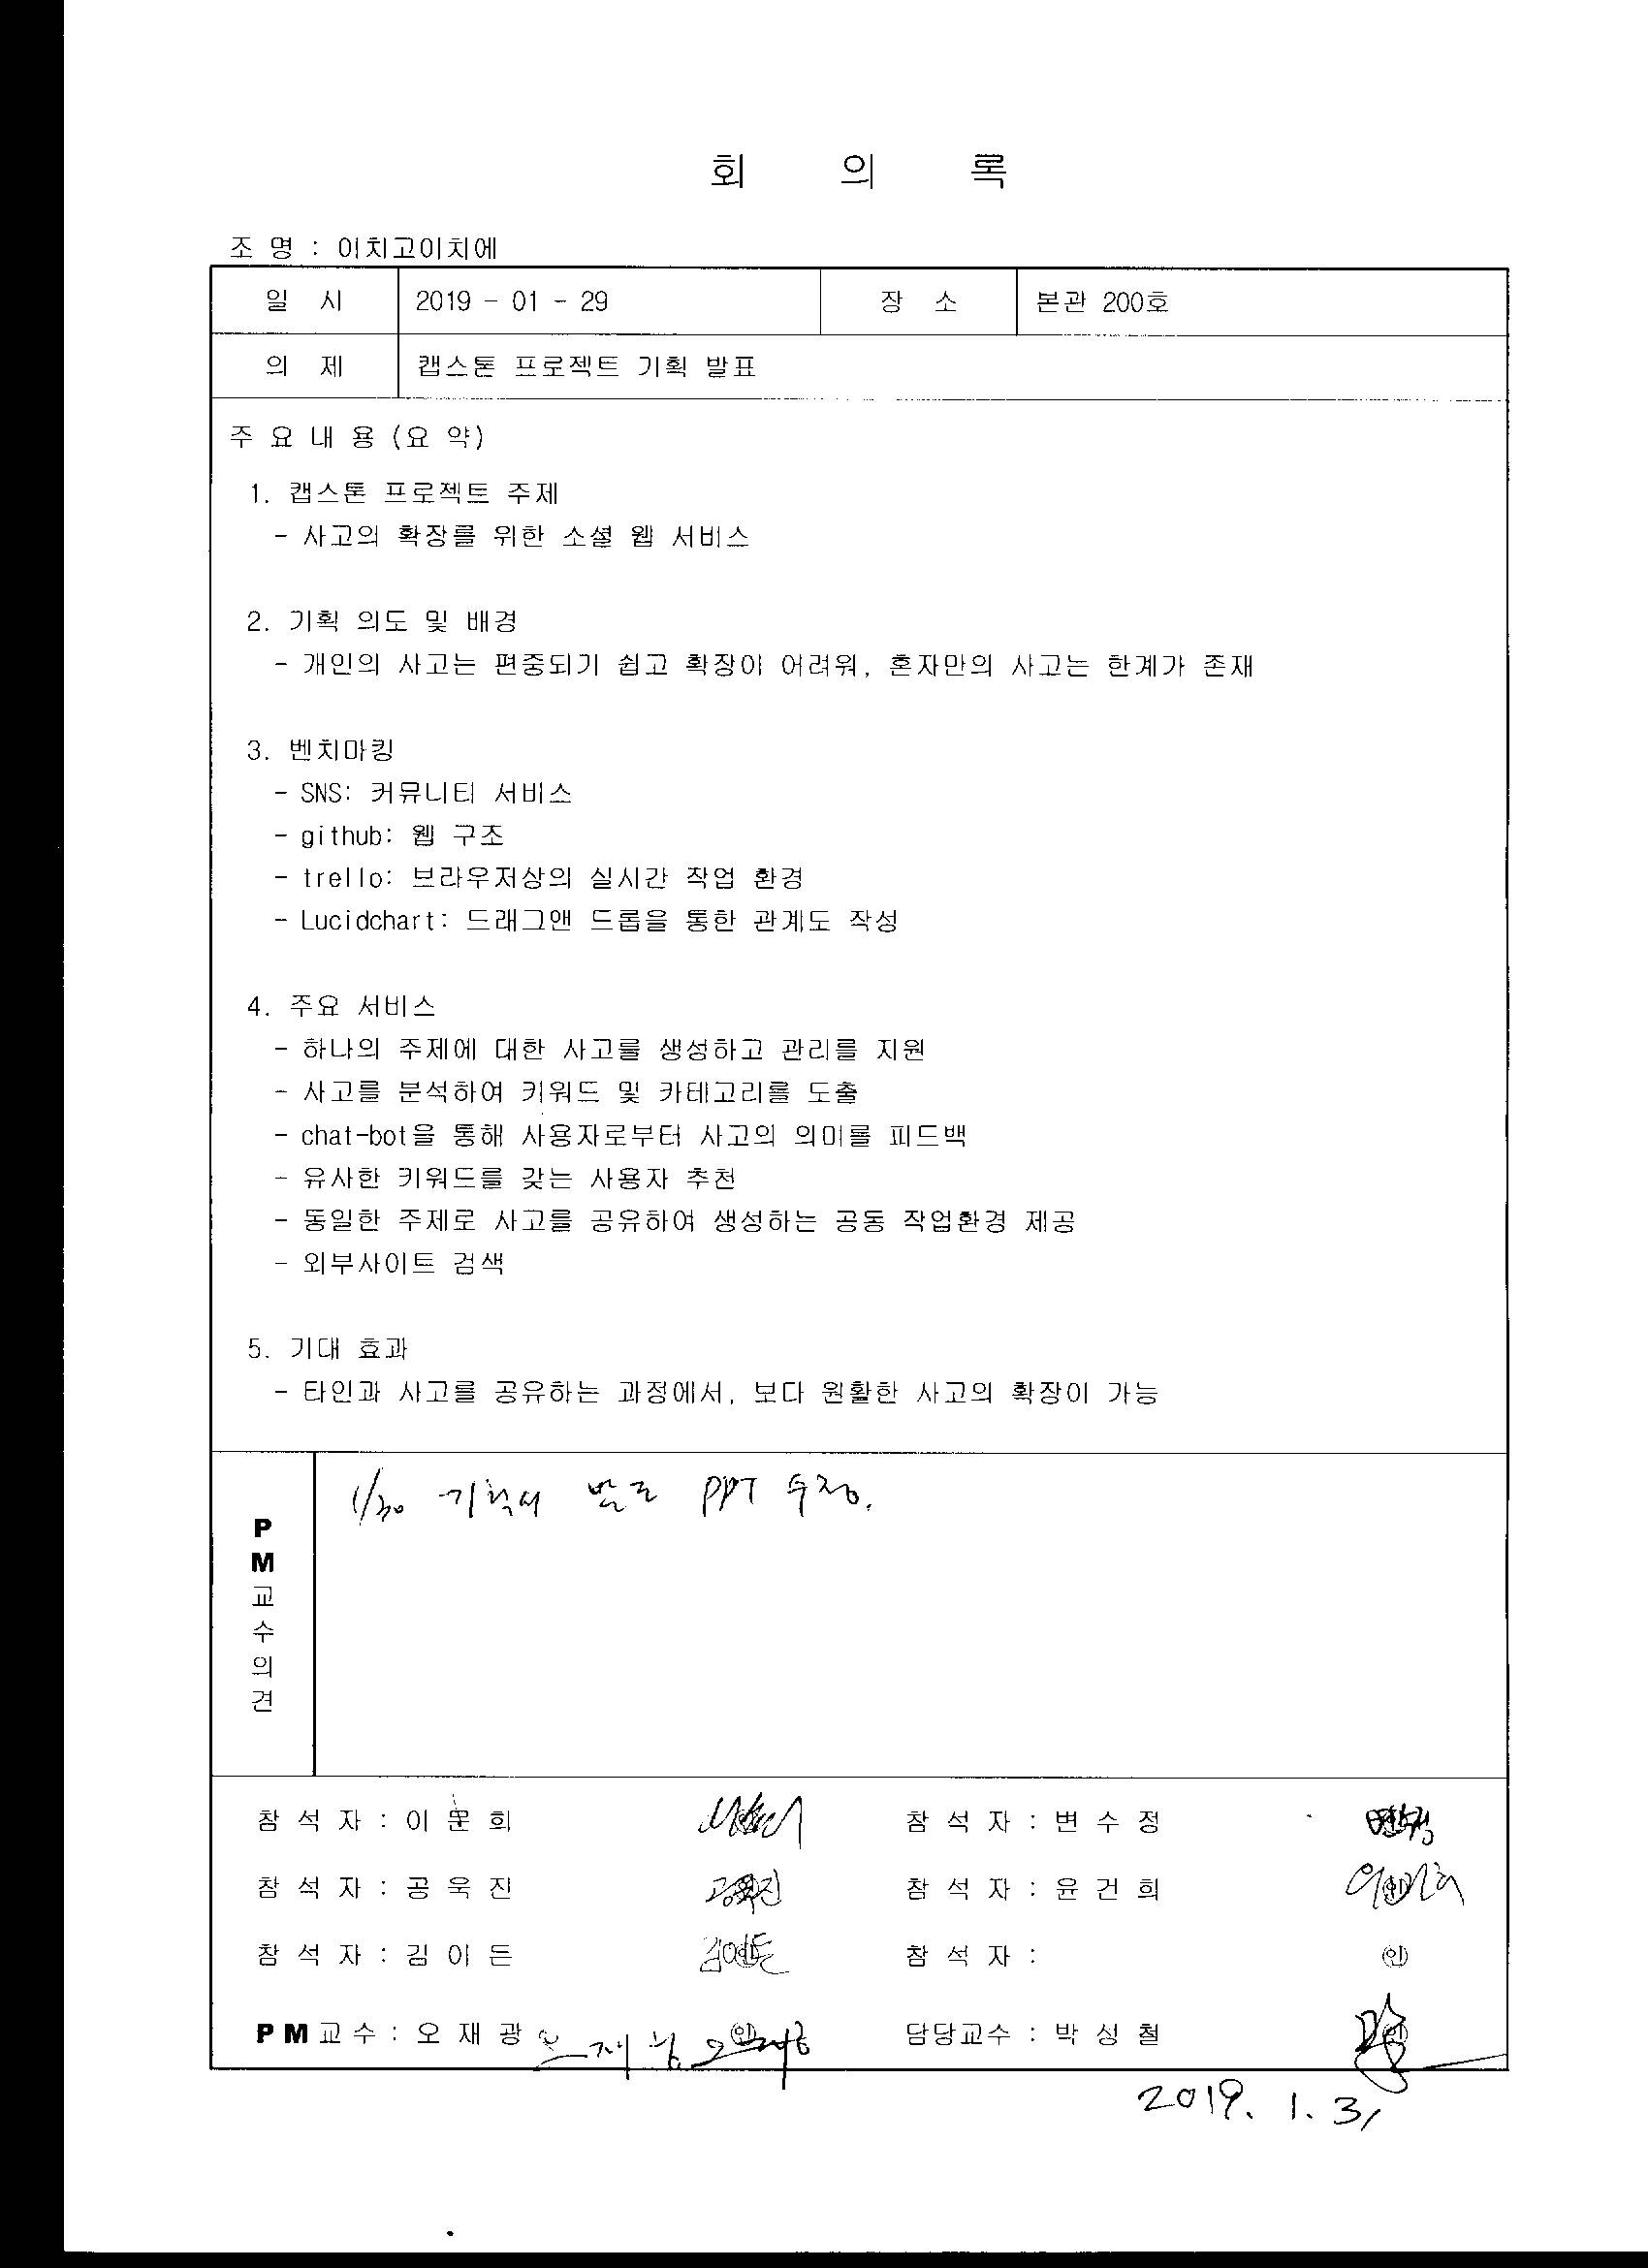 회 의 록
조 명 : 이치고이치에
일 시 2019 - 01 - 29 장 소 본관 200호
의 제 캡스톤 프로젝트 기획 발표
주 요 내 용 (요 약)
1. 캡스톤 프로젝트 주제
- 사고의 확장를 위한 소셜 웹 서비스
2. 기획 의도 및 배경
- 개인의 사고는 편중되기 쉽고 확장이 어려워, 혼자만의 사고는 한계가 존재
3. 벤치마킹
- SNS: 커뮤니티 서비스
- github: 웹 구조
- trello: 브라우저상의 실시간 작업 환경
- Lucidchart: 드래그앤 드롭을 통한 관계도 작성
4. 주요 서비스
- 하나의 주제에 대한 사고를 생성하고 관리를 지원
- 사고를 분석하여 키워드 및 카테고리를 도출
- chat-bot을 통해 사용자로부터 사고의 의미를 피드백
- 유사한 키워드를 갖는 사용자 추천
- 동일한 주제로 사고를 공유하여 생성하는 공동 작업환경 제공
- 외부사이트 검색
5. 기대 효과
- 타인과 사고를 공유하는 과정에서, 보다 원활한 사고의 확장이 가능
PM교수의견
1/30 기획서 발표 PPT 수정.
참 석 자 : 이 문 희 참 석 자 : 변 수 정 변수정
참 석 자 : 공 욱 진 공욱진 참 석 자 : 윤 건 희
참 석 자 : 김 이 든 김이든 참 석 자 : ㊞
PM교수 : 오 재 광 담당교수 : 박 성 철
2019. 1. 31